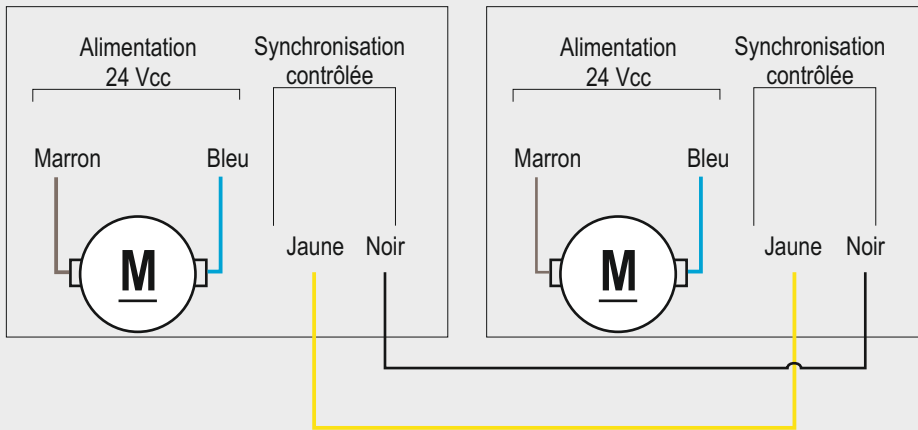 Alimentation
24 Vcc
Synchronisation
contrôlée
Marron
Bleu
M
Jaune
Noir
Alimentation
24 Vcc
Synchronisation
contrôlée
Marron
Bleu
M
Jaune
Noir